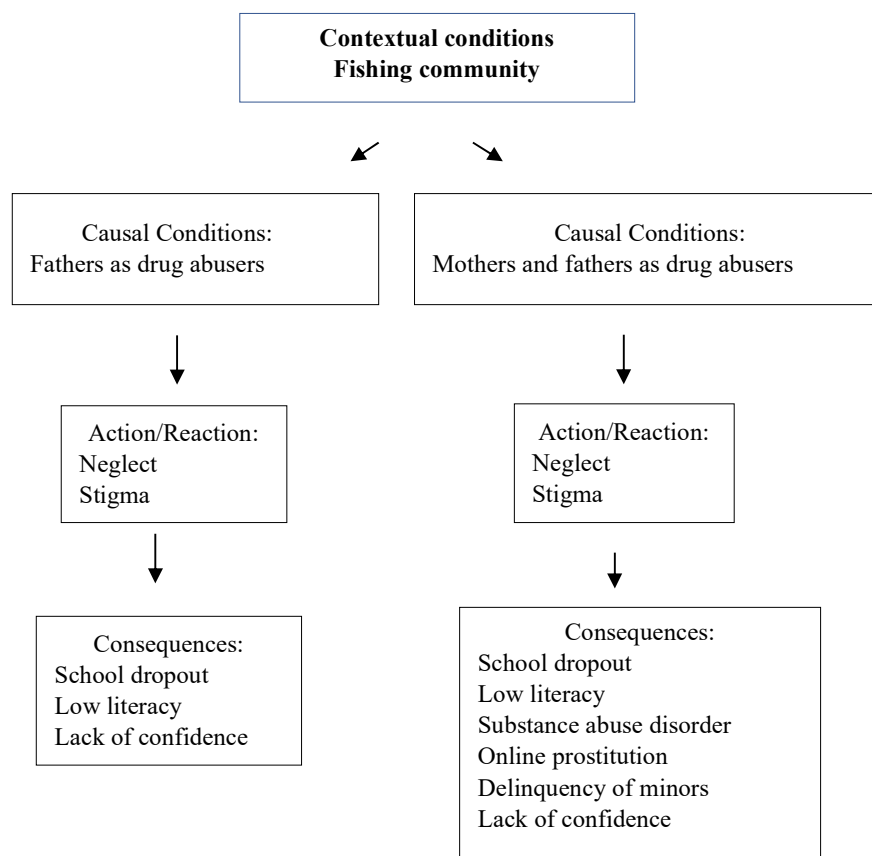 Contextual conditions
Fishing community
Causal Conditions:
Fathers as drug abusers
Causal Conditions:
Mothers and fathers as drug abusers
Action/Reaction:
Neglect
Stigma
Action/Reaction:
Neglect
Stigma
Consequences:
School dropout
Low literacy
Lack of confidence
Consequences:
School dropout
Low literacy
Substance abuse disorder
Online prostitution
Delinquency of minors
Lack of confidence